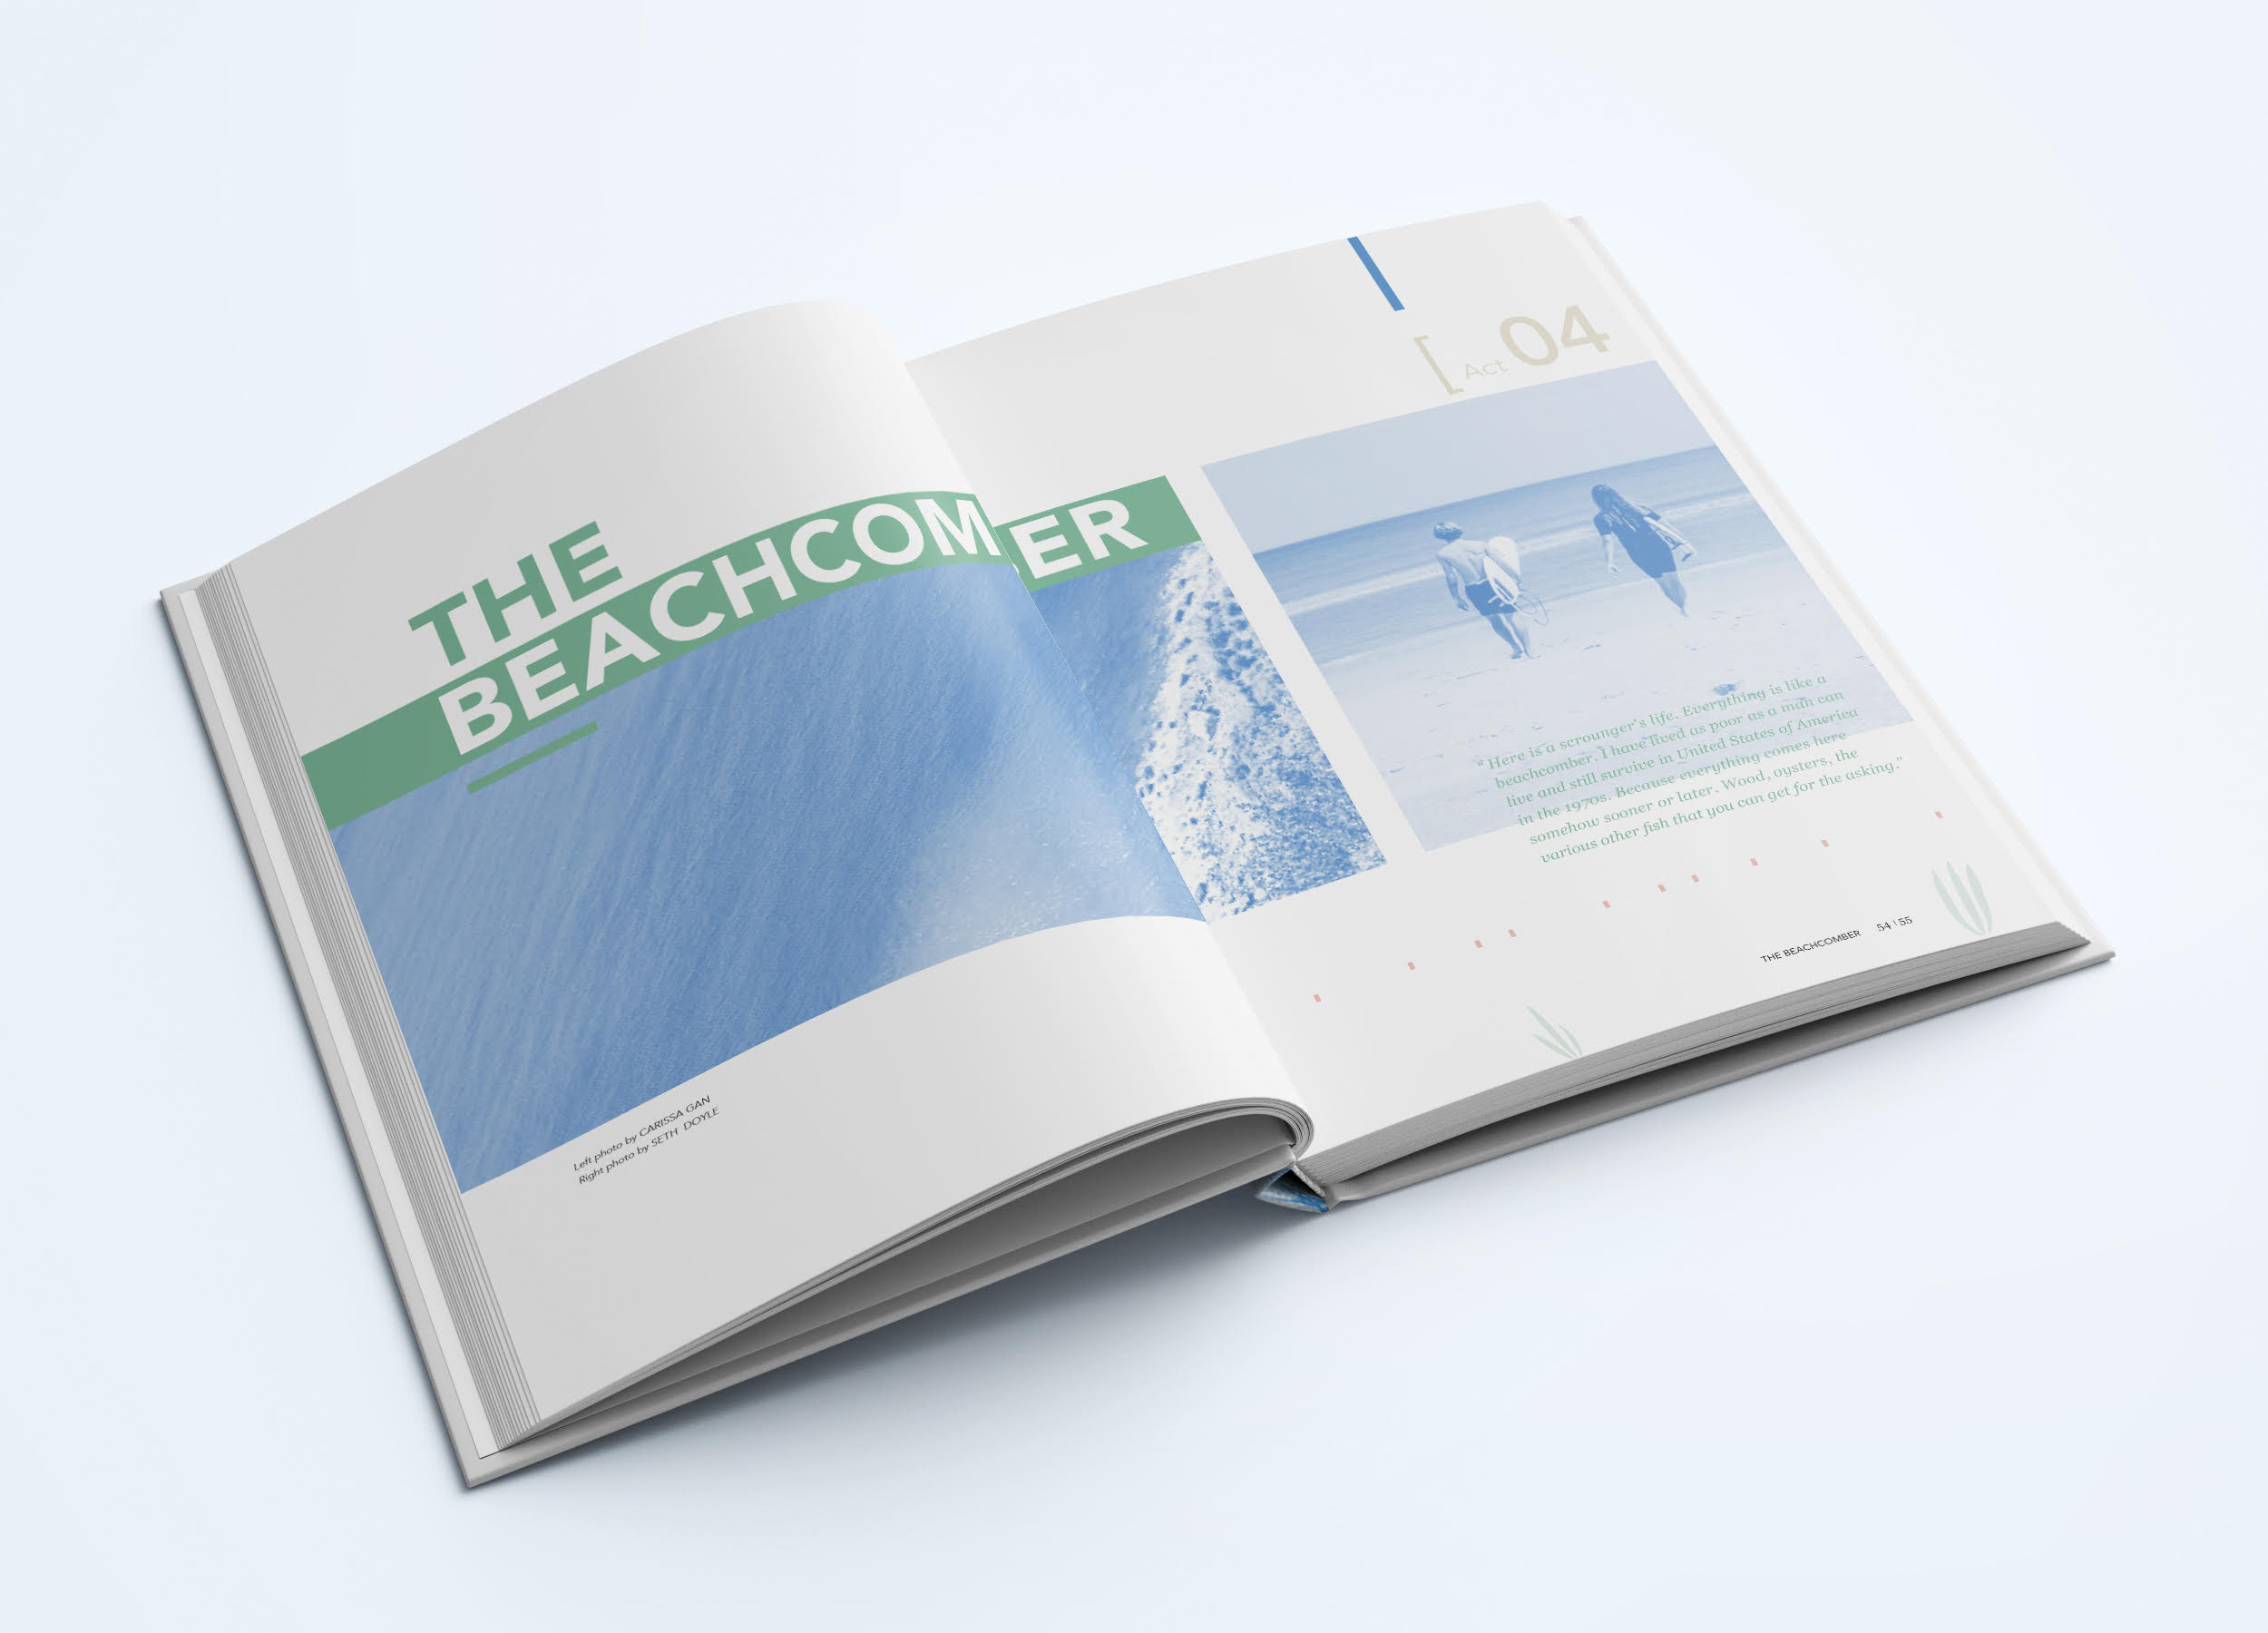 THE
BEACHCOMBER
Left photo by CARISSA GAN
Right photo by SETH DOYLE
[ Act 04
“Here is a scrounger's life. Everything is like a
beachcomber. I have lived as poor as a man can
live and still survive in United States of America
in the 1970s. Because everything comes here
somehow sooner or later. Wood, oysters, the
various other fish that you can get for the asking.”
THE BEACHCOMBER 54 | 55